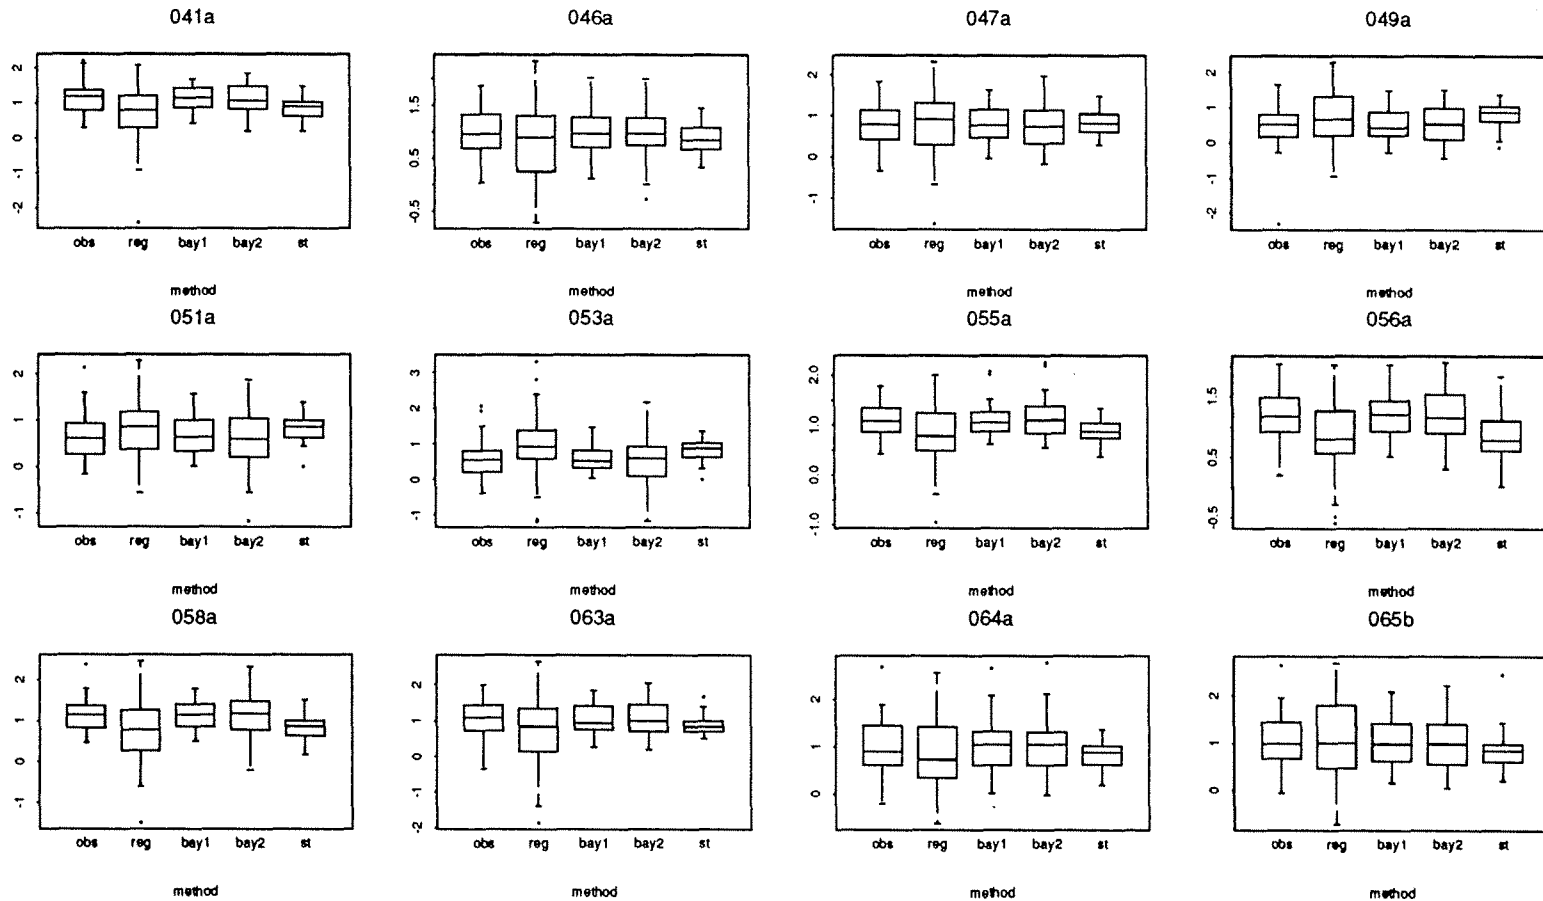 041a
046a
047a
049a
2
1
0
-1
-2
obs reg bay1 bay2 st
method
1.5
0.5
-0.5
obs reg bay1 bay2 st
method
2
1
0
-1
obs reg bay1 bay2 st
method
2
1
0
-1
-2
obs reg bay1 bay2 st
method
051a
053a
055a
056a
2
1
0
-1
obs reg bay1 bay2 st
method
3
2
1
0
-1
obs reg bay1 bay2 st
method
2.0
1.0
0.0
-1.0
obs reg bay1 bay2 st
method
1.5
0.5
-0.5
obs reg bay1 bay2 st
method
058a
063a
064a
065b
2
1
0
-1
obs reg bay1 bay2 st
method
2
1
0
-1
-2
obs reg bay1 bay2 st
method
2
1
0
obs reg bay1 bay2 st
method
2
1
0
obs reg bay1 bay2 st
method